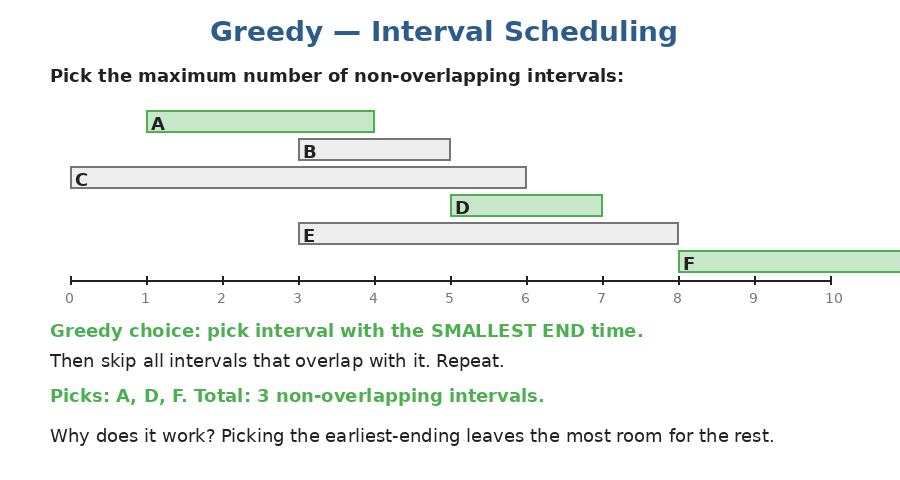 Greedy — Interval Scheduling
Pick the maximum number of non-overlapping intervals:
A
B
C
D
E
F
0 1 2 3 4 5 6 7 8 9 10
Greedy choice: pick interval with the SMALLEST END time.
Then skip all intervals that overlap with it. Repeat.
Picks: A, D, F. Total: 3 non-overlapping intervals.
Why does it work? Picking the earliest-ending leaves the most room for the rest.